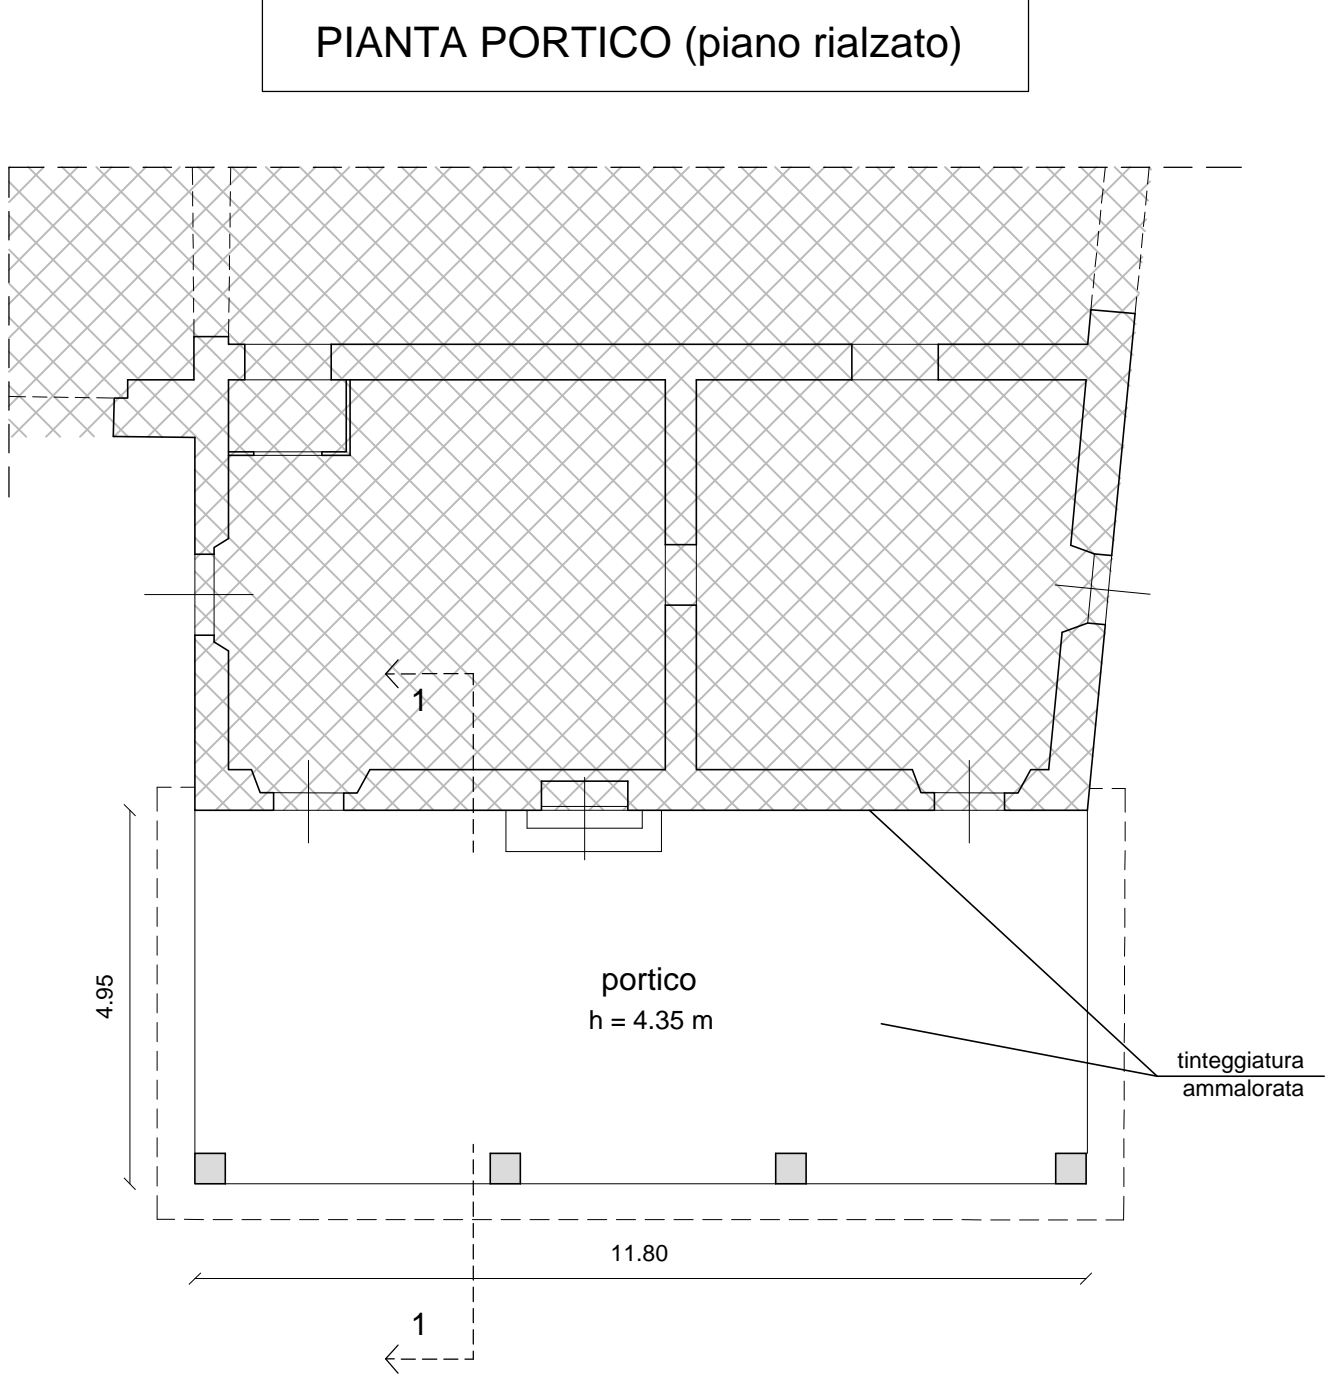 PIANTA PORTICO (piano rialzato)
1
portico
h = 4.35 m
4.95
tinteggiatura
ammalorata
11.80
1